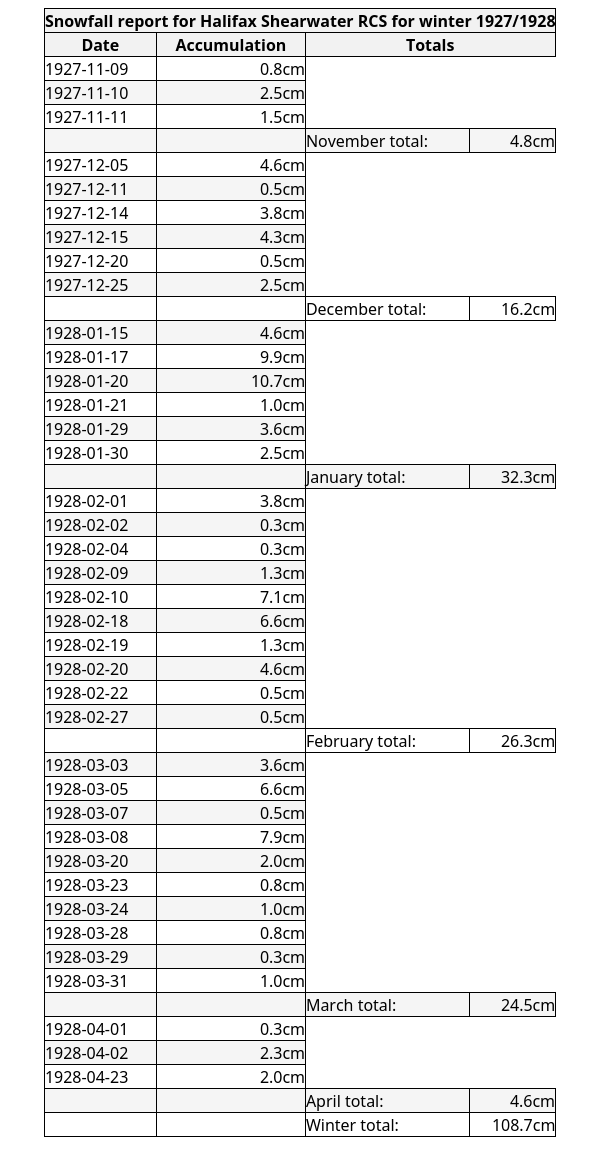 Snowfall report for Halifax Shearwater RCS for winter 1927/1928
Date Accumulation Totals
1927-11-09 0.8cm
1927-11-10 2.5cm
1927-11-11 1.5cm
November total: 4.8cm
1927-12-05 4.6cm
1927-12-11 0.5cm
1927-12-14 3.8cm
1927-12-15 4.3cm
1927-12-20 0.5cm
1927-12-25 2.5cm
December total: 16.2cm
1928-01-15 4.6cm
1928-01-17 9.9cm
1928-01-20 10.7cm
1928-01-21 1.0cm
1928-01-29 3.6cm
1928-01-30 2.5cm
January total: 32.3cm
1928-02-01 3.8cm
1928-02-02 0.3cm
1928-02-04 0.3cm
1928-02-09 1.3cm
1928-02-10 7.1cm
1928-02-18 6.6cm
1928-02-19 1.3cm
1928-02-20 4.6cm
1928-02-22 0.5cm
1928-02-27 0.5cm
February total: 26.3cm
1928-03-03 3.6cm
1928-03-05 6.6cm
1928-03-07 0.5cm
1928-03-08 7.9cm
1928-03-20 2.0cm
1928-03-23 0.8cm
1928-03-24 1.0cm
1928-03-28 0.8cm
1928-03-29 0.3cm
1928-03-31 1.0cm
March total: 24.5cm
1928-04-01 0.3cm
1928-04-02 2.3cm
1928-04-23 2.0cm
April total: 4.6cm
Winter total: 108.7cm